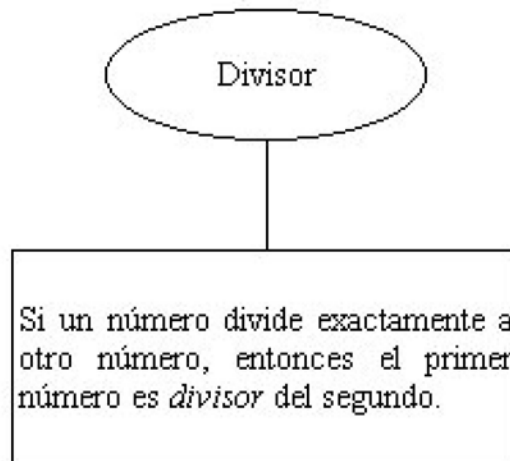 Divisor
Si un número divide exactamente a
otro número, entonces el primer
número es divisor del segundo.